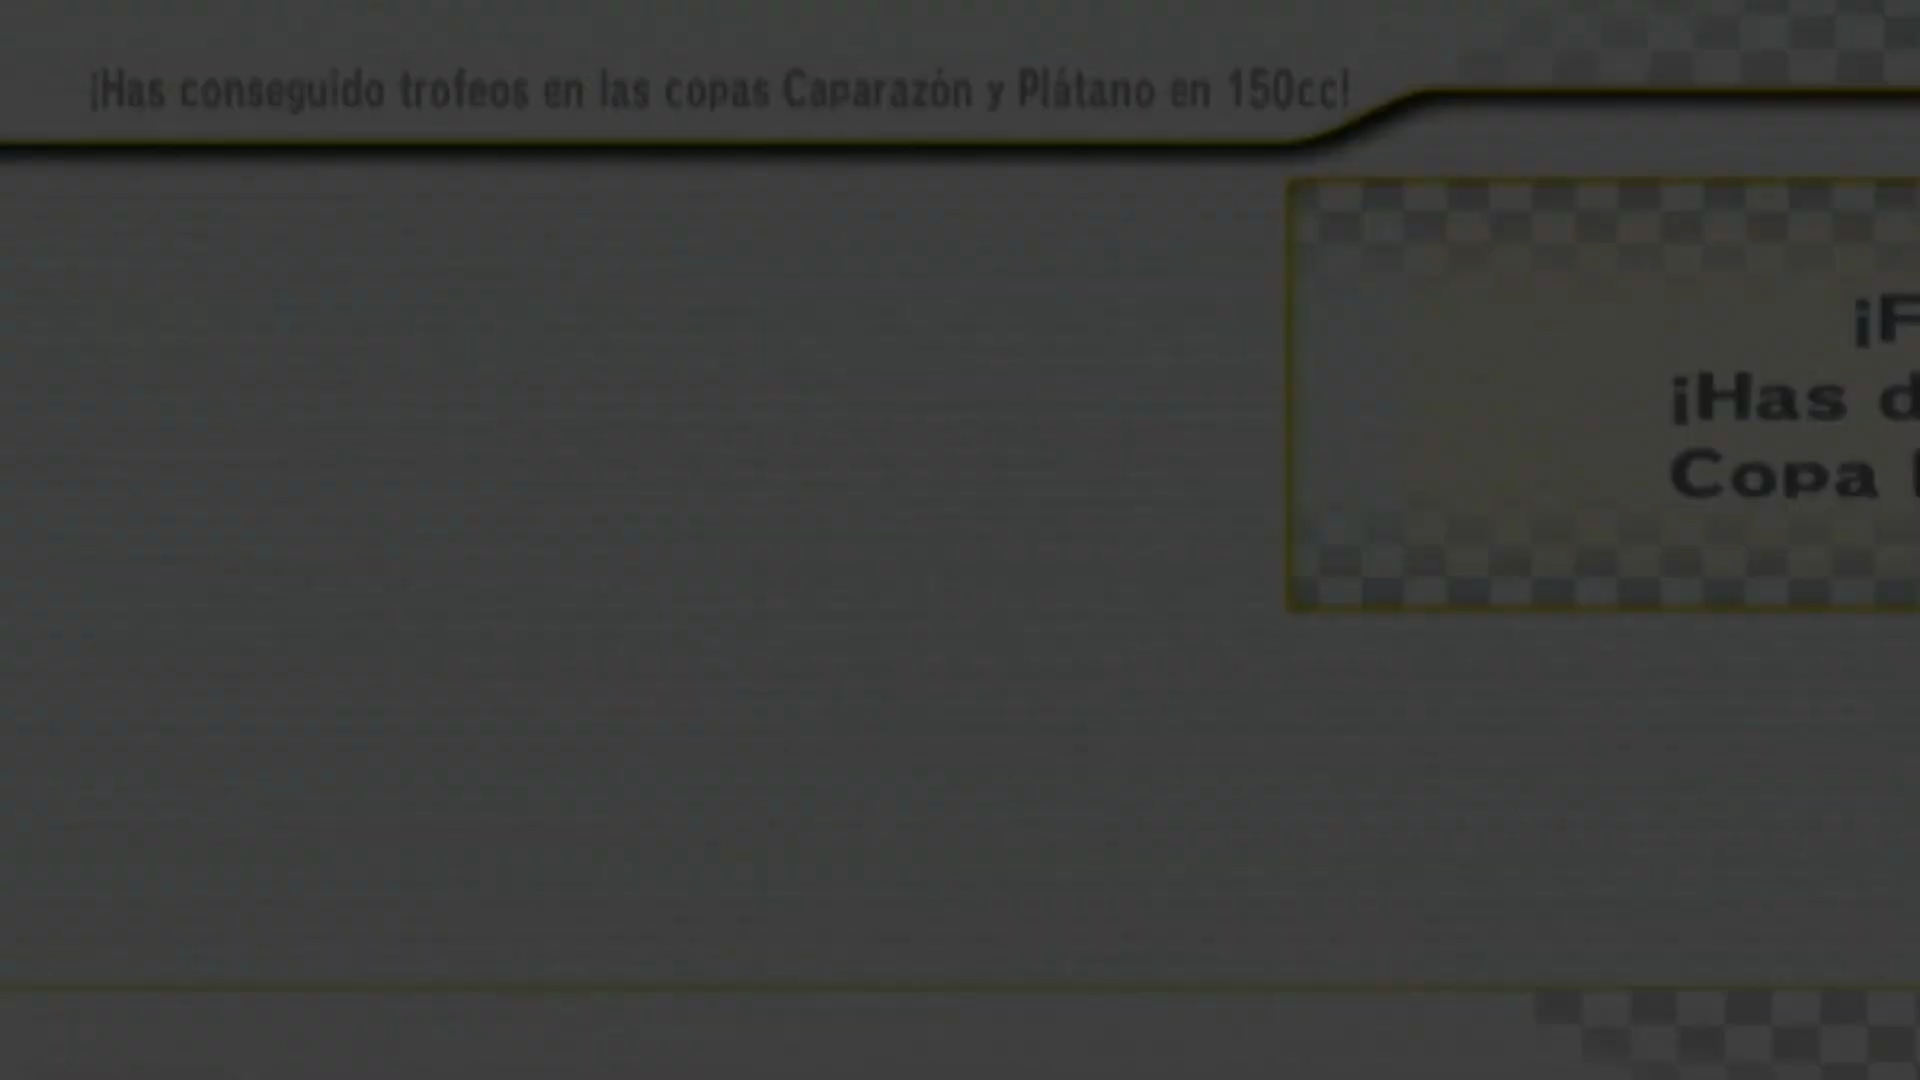 ¡Has conseguido trofeos en las copas Caparazón y Plátano en 150cc!
¡F
¡Has d
Copa